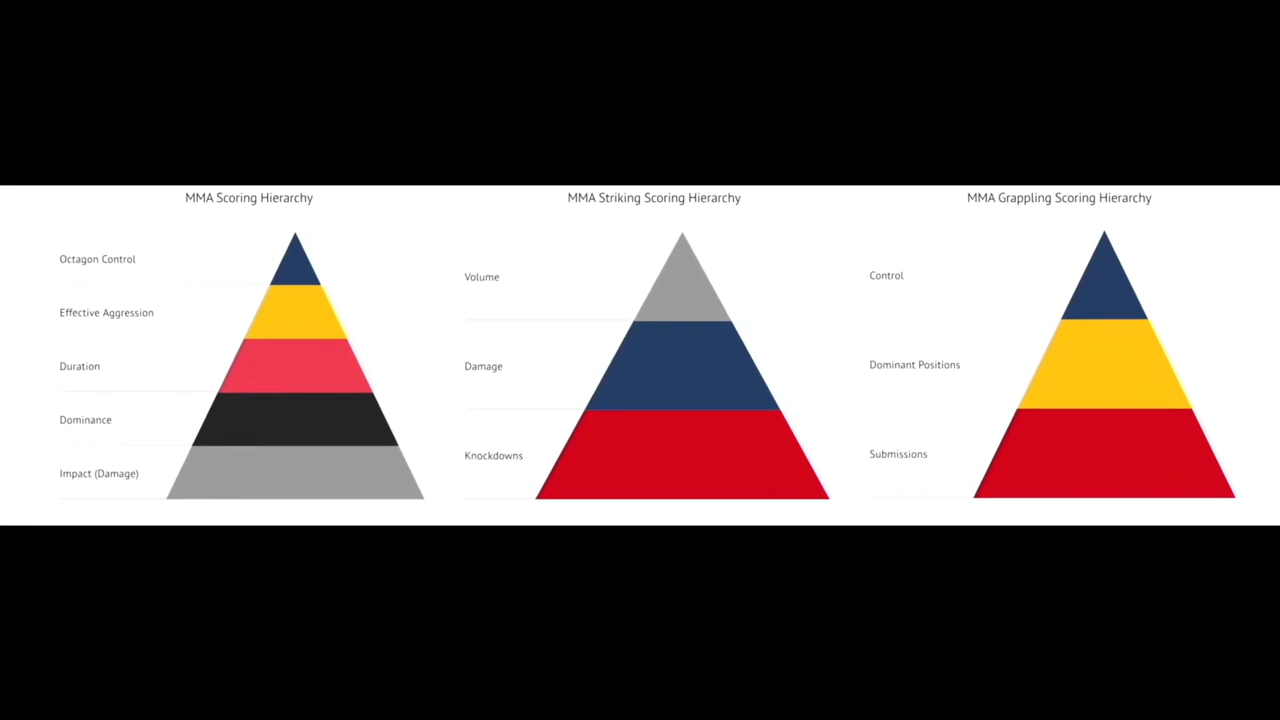 MMA Scoring Hierarchy
Octagon Control
Effective Aggression
Duration
Dominance
Impact (Damage)
MMA Striking Scoring Hierarchy
Volume
Damage
Knockdowns
MMA Grappling Scoring Hierarchy
Control
Dominant Positions
Submissions